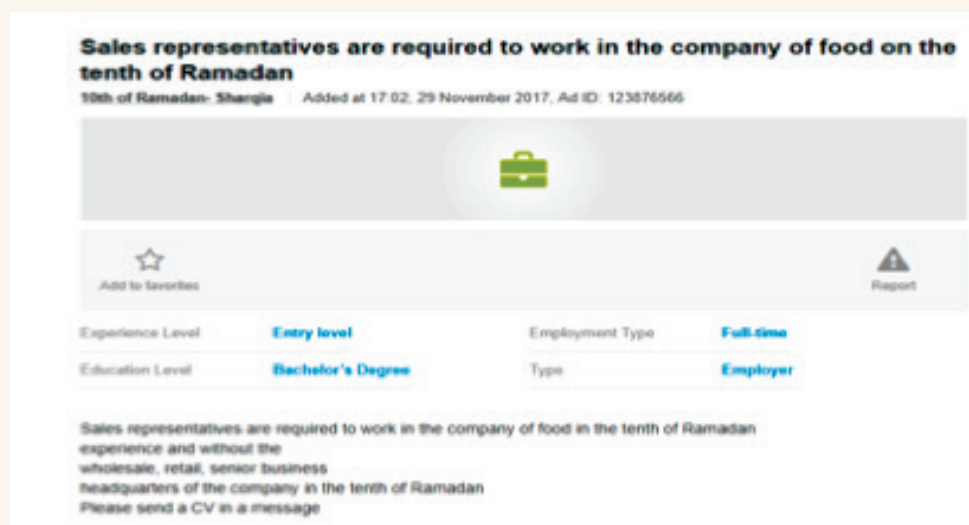 Sales representatives are required to work in the company of food on the
tenth of Ramadan
10th of Ramadan- Sharqia Added at 17:02, 29 November 2017, Ad ID: 123876566
Add to favorites Report
Experience Level Entry level Employment Type Full-time
Education Level Bachelor's Degree Type Employer
Sales representatives are required to work in the company of food in the tenth of Ramadan
experience and without the
wholesale, retail, senior business
headquarters of the company in the tenth of Ramadan
Please send a CV in a message